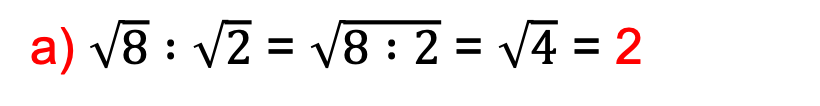 a) √8 : √2 = √8 : 2 = √4 = 2